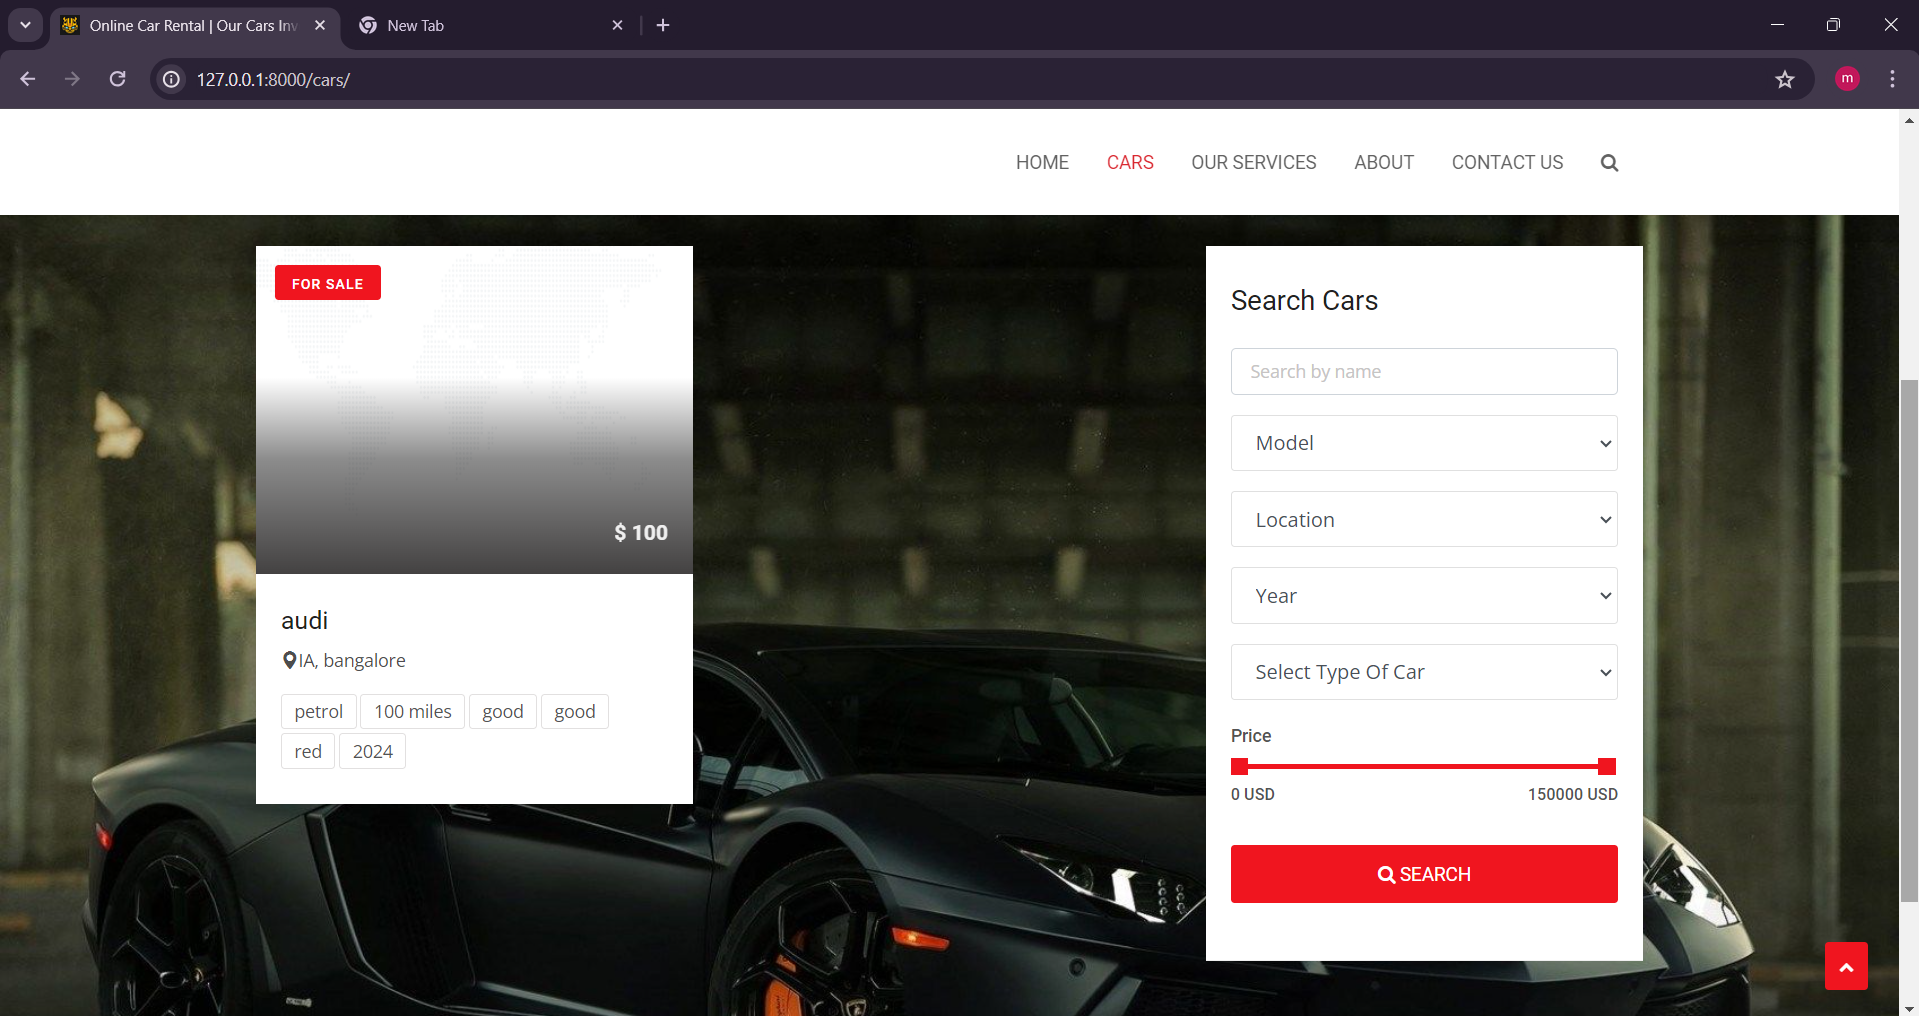 Online Car Rental | Our Cars Inv
New Tab
127.0.0.1:8000/cars/
m
HOME CARS OUR SERVICES ABOUT CONTACT US
FOR SALE
$ 100
audi
IA, bangalore
petrol 100 miles good good
red 2024
Search Cars
Search by name
Model
Location
Year
Select Type Of Car
Price
0 USD 150000 USD
SEARCH